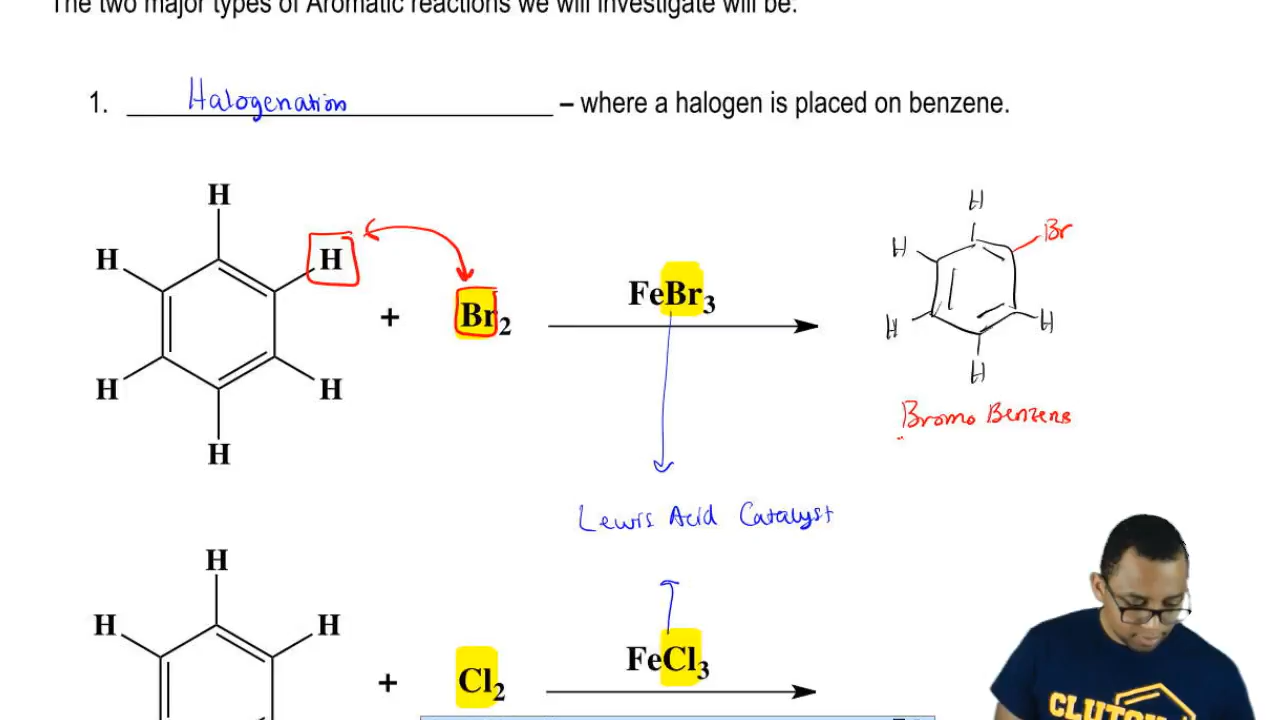 The two major types of Aromatic reactions we will investigate will be:
1. Halogenation – where a halogen is placed on benzene.
H
H H
+ Br2
FeBr3
H H
H
H
H Br
H H
H
Bromo Benzene
Lewis Acid Catalyst
H
H H
+ Cl2
FeCl3
CLUTCH